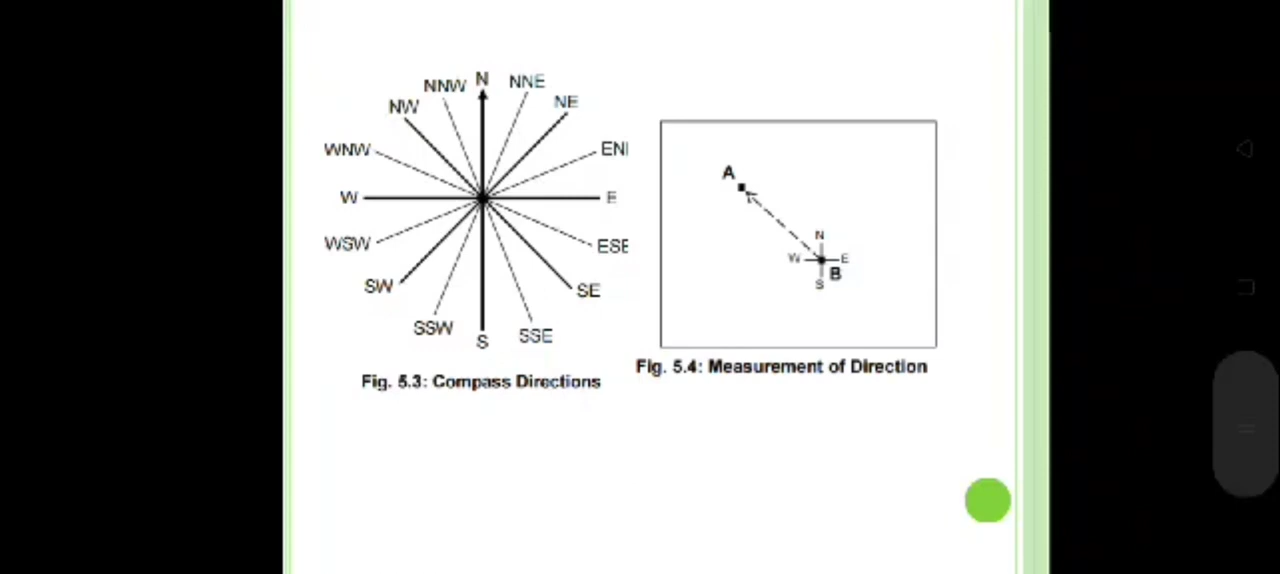 N
NNE
NNW
NE
NW
WNW
EN
W
E
WSW
ESE
SW
SE
SSW
SSE
S
Fig. 5.3: Compass Directions
A
N
W
E
B
S
Fig. 5.4: Measurement of Direction